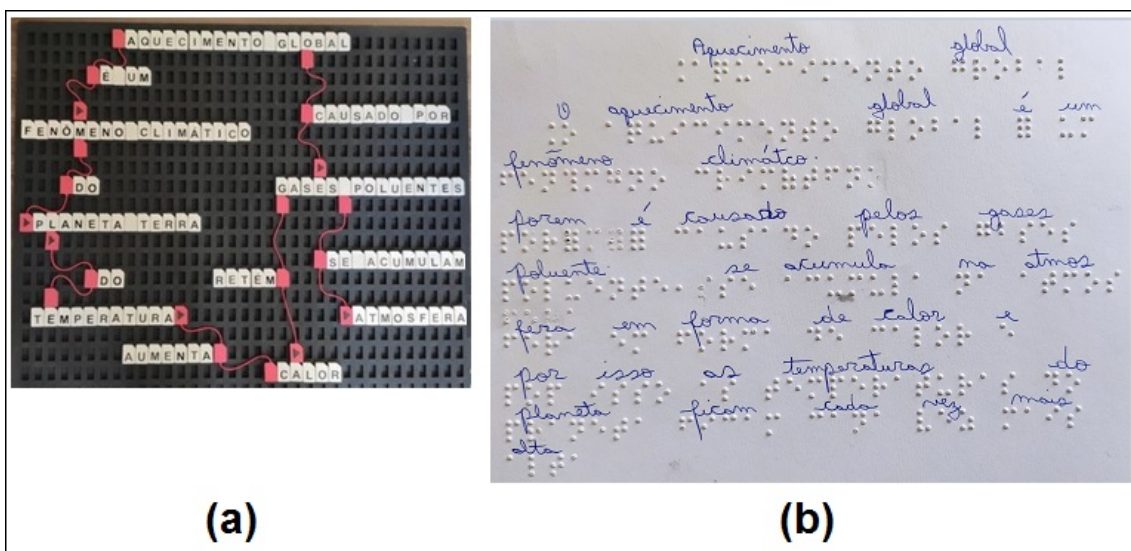 AQUECIMENTO GLOBAL
É UM
CAUSADO POR
FENÔMENO CLIMÁTICO
DO
GASES POLUENTES
PLANETA TERRA
SE ACUMULAM
DO
RETEM
TEMPERATURA
ATMOSFERA
AUMENTA
CALOR
(a)
Aquecimento global
O aquecimento global é um
fenômeno climátco.
porem é causado pelos gases
poluente. se acumula na atmos
fera em forma de calor e
por isso as temperaturas do
planeta ficam cada vez mais
alta
(b)